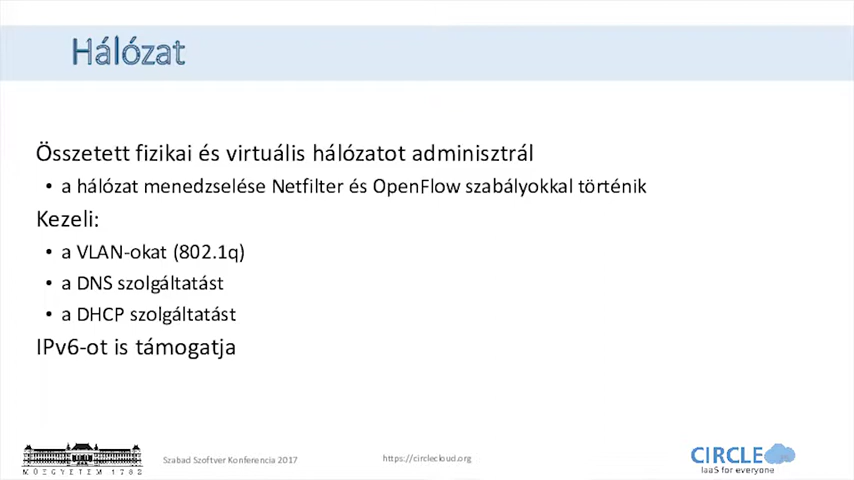 Hálózat
Összetett fizikai és virtuális hálózatot adminisztrál
• a hálózat menedzselése Netfilter és OpenFlow szabályokkal történik
Kezeli:
• a VLAN-okat (802.1q)
• a DNS szolgáltatást
• a DHCP szolgáltatást
IPv6-ot is támogatja
MŰEGYETEM 1782
Szabad Szoftver Konferencia 2017
https://circlecloud.org
CIRCLE
IaaS for everyone